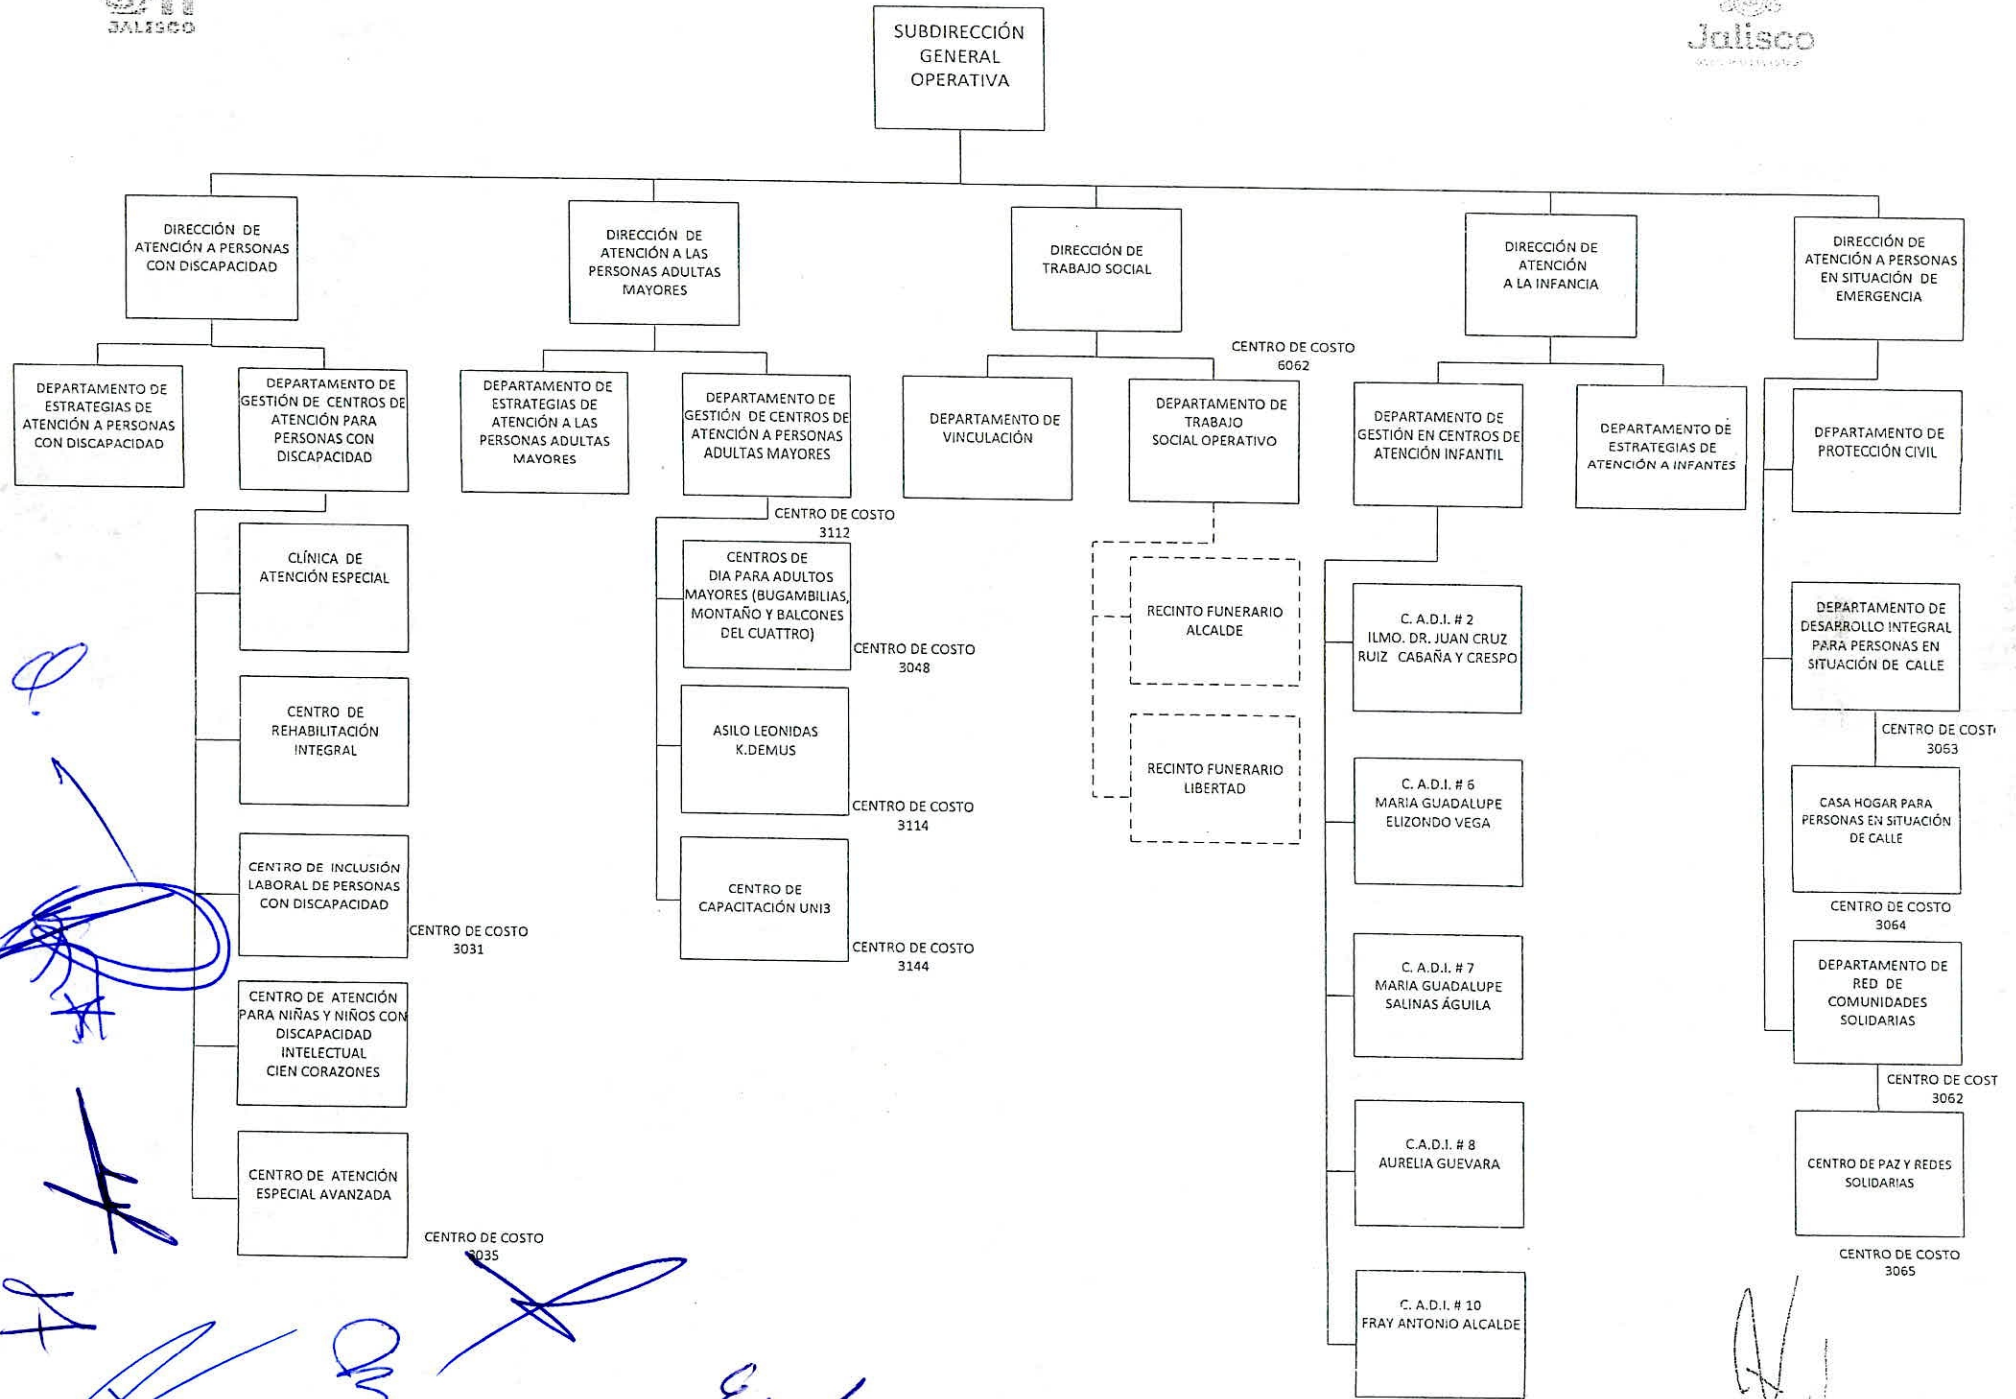 JALISCO
Jalisco
SUBDIRECCIÓN
GENERAL
OPERATIVA
DIRECCIÓN DE
ATENCIÓN A PERSONAS
CON DISCAPACIDAD
DIRECCIÓN DE
ATENCIÓN A LAS
PERSONAS ADULTAS
MAYORES
DIRECCIÓN DE
TRABAJO SOCIAL
DIRECCIÓN DE
ATENCIÓN
A LA INFANCIA
DIRECCIÓN DE
ATENCIÓN A PERSONAS
EN SITUACIÓN DE
EMERGENCIA
DEPARTAMENTO DE
ESTRATEGIAS DE
ATENCIÓN A PERSONAS
CON DISCAPACIDAD
DEPARTAMENTO DE
GESTIÓN DE CENTROS DE
ATENCIÓN PARA
PERSONAS CON
DISCAPACIDAD
DEPARTAMENTO DE
ESTRATEGIAS DE
ATENCIÓN A LAS
PERSONAS ADULTAS
MAYORES
DEPARTAMENTO DE
GESTIÓN DE CENTROS DE
ATENCIÓN A PERSONAS
ADULTAS MAYORES
DEPARTAMENTO DE
VINCULACIÓN
CENTRO DE COSTO
6062
DEPARTAMENTO DE
TRABAJO
SOCIAL OPERATIVO
DEPARTAMENTO DE
GESTIÓN EN CENTROS DE
ATENCIÓN INFANTIL
DEPARTAMENTO DE
ESTRATEGIAS DE
ATENCIÓN A INFANTES
DEPARTAMENTO DE
PROTECCIÓN CIVIL
CLÍNICA DE
ATENCIÓN ESPECIAL
CENTRO DE
REHABILITACIÓN
INTEGRAL
CENTRO DE INCLUSIÓN
LABORAL DE PERSONAS
CON DISCAPACIDAD
CENTRO DE COSTO
3031
CENTRO DE ATENCIÓN
PARA NIÑAS Y NIÑOS CON
DISCAPACIDAD
INTELECTUAL
CIEN CORAZONES
CENTRO DE ATENCIÓN
ESPECIAL AVANZADA
CENTRO DE COSTO
3035
CENTRO DE COSTO
3112
CENTROS DE
DIA PARA ADULTOS
MAYORES (BUGAMBILIAS,
MONTAÑO Y BALCONES
DEL CUATTRO)
CENTRO DE COSTO
3048
ASILO LEONIDAS
K.DEMUS
CENTRO DE COSTO
3114
CENTRO DE
CAPACITACIÓN UNI3
CENTRO DE COSTO
3144
RECINTO FUNERARIO
ALCALDE
RECINTO FUNERARIO
LIBERTAD
C. A.D.I. # 2
ILMO. DR. JUAN CRUZ
RUIZ CABAÑA Y CRESPO
C. A.D.I. # 6
MARIA GUADALUPE
ELIZONDO VEGA
C. A.D.I. # 7
MARIA GUADALUPE
SALINAS ÁGUILA
C.A.D.I. # 8
AURELIA GUEVARA
C. A.D.I. # 10
FRAY ANTONIO ALCALDE
DEPARTAMENTO DE
DESARROLLO INTEGRAL
PARA PERSONAS EN
SITUACIÓN DE CALLE
CENTRO DE COST
3063
CASA HOGAR PARA
PERSONAS EN SITUACIÓN
DE CALLE
CENTRO DE COSTO
3064
DEPARTAMENTO DE
RED DE
COMUNIDADES
SOLIDARIAS
CENTRO DE COST
3062
CENTRO DE PAZ Y REDES
SOLIDARIAS
CENTRO DE COSTO
3065